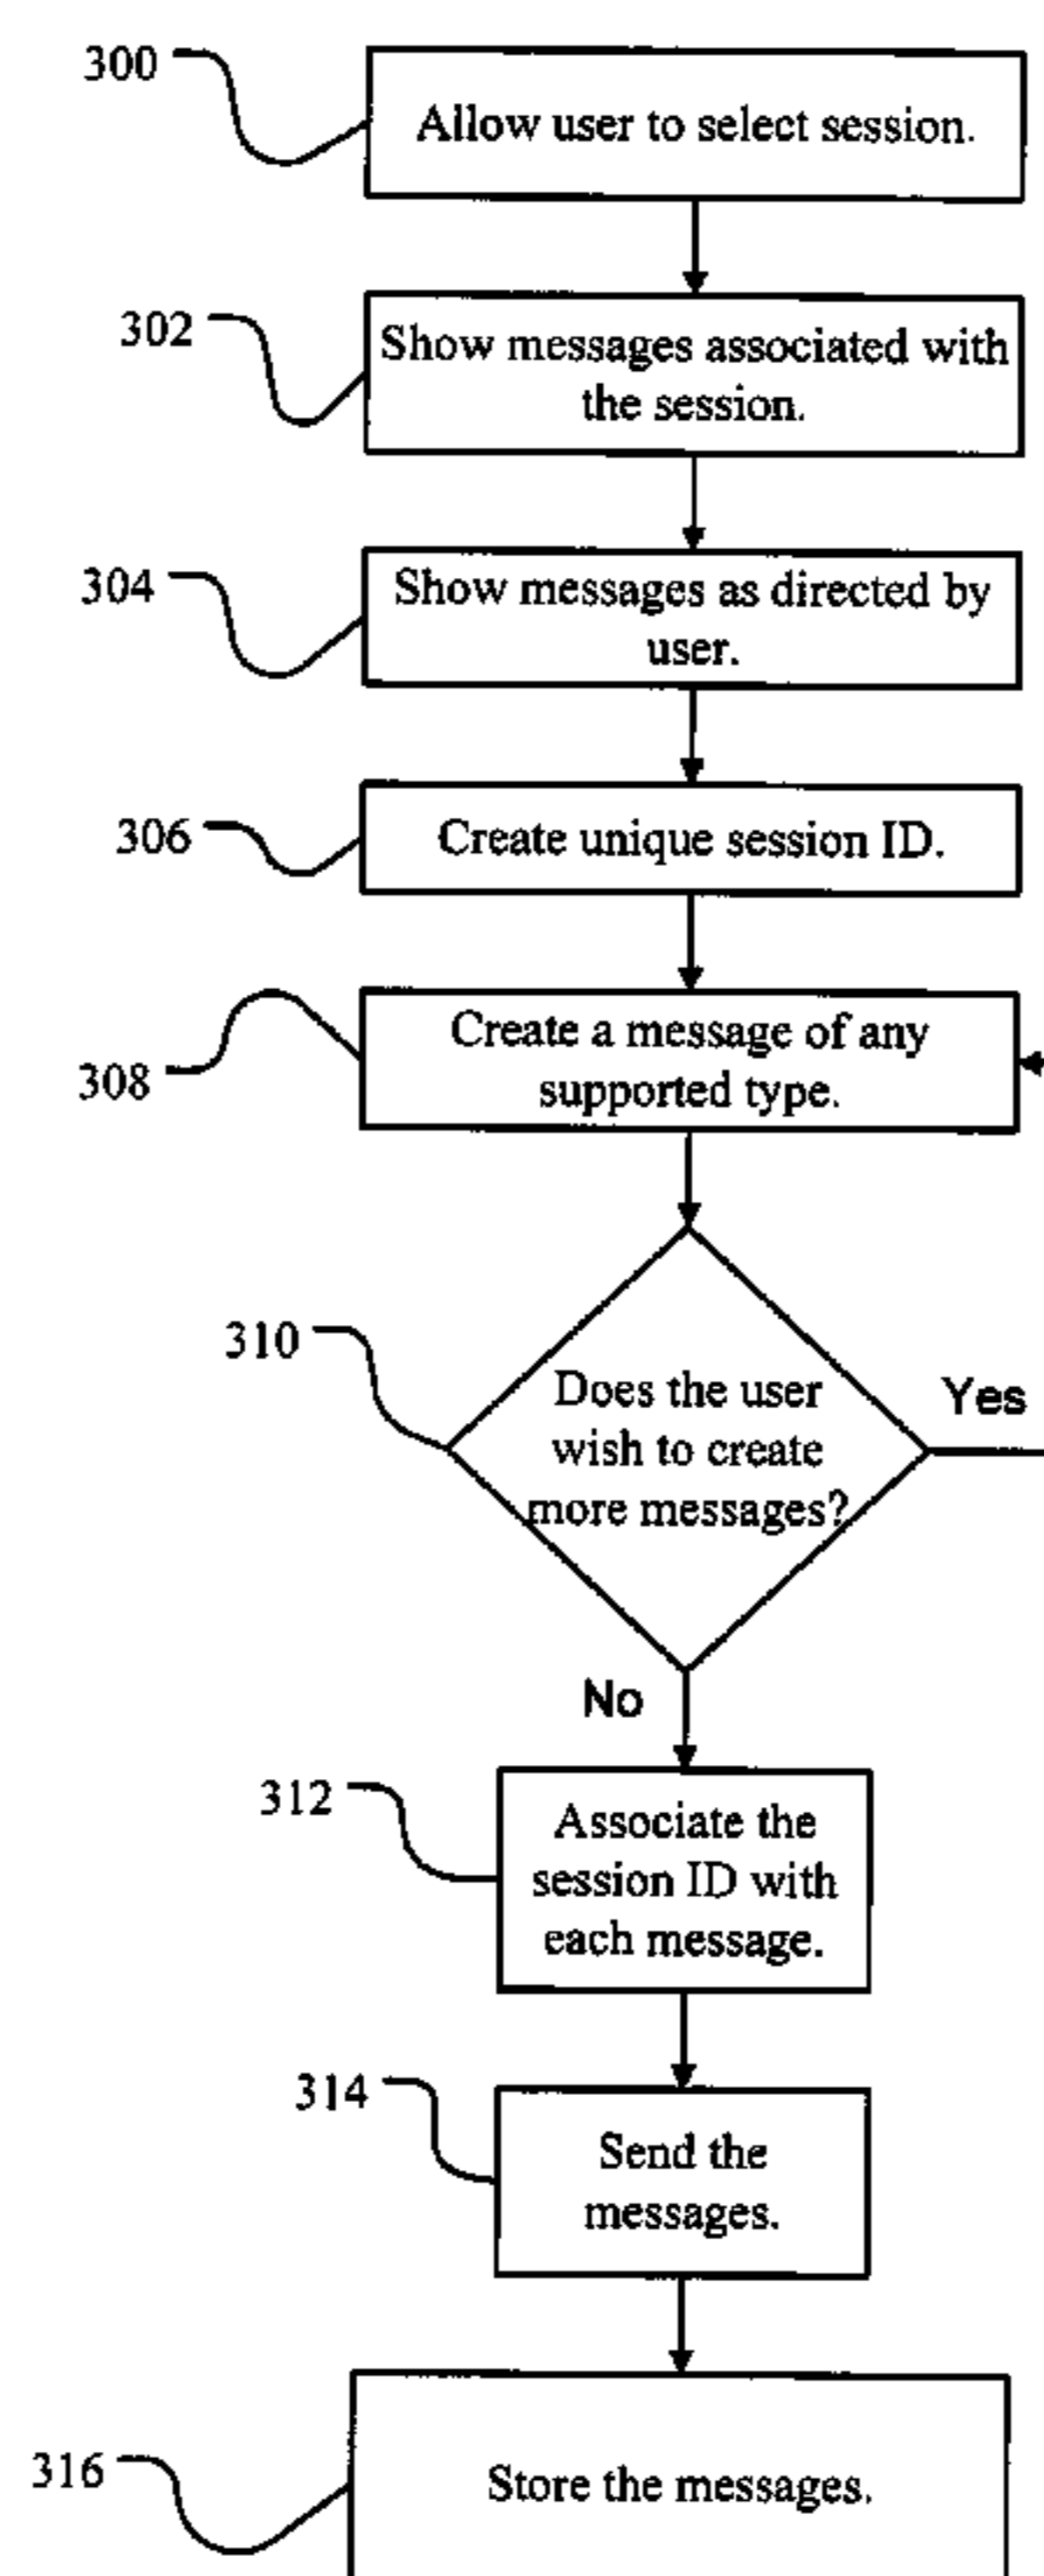 300
Allow user to select session.
302
Show messages associated with
the session.
304
Show messages as directed by
user.
306
Create unique session ID.
308
Create a message of any
supported type.
310
Does the user
wish to create
more messages?
Yes
No
312
Associate the
session ID with
each message.
314
Send the
messages.
316
Store the messages.